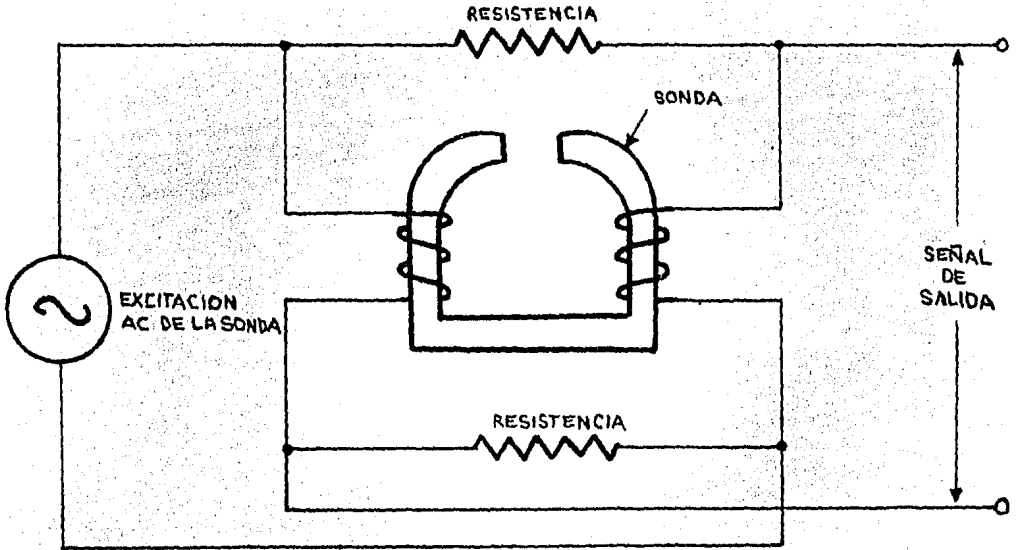 RESISTENCIA
SONDA
EXCITACION
AC. DE LA SONDA
SEÑAL
DE
SALIDA
RESISTENCIA